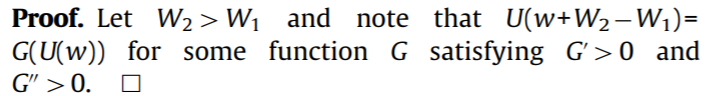 Proof. Let W₂ > W₁ and note that U(w+W₂−W₁)=
G(U(w)) for some function G satisfying G′ > 0 and
G″ > 0. □